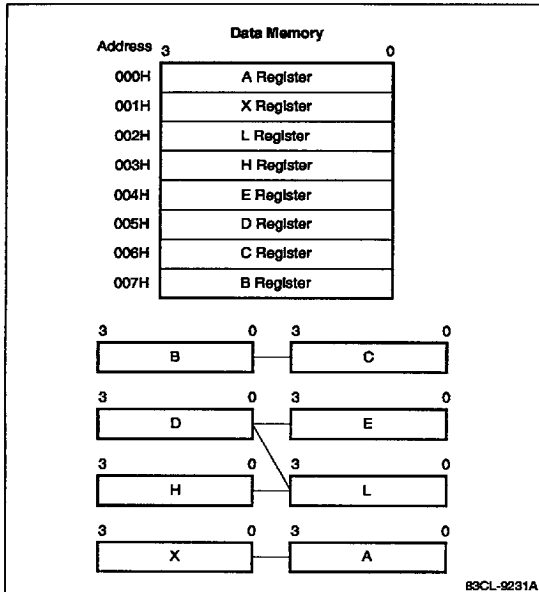 Data Memory
Address 3 0
000H A Register
001H X Register
002H L Register
003H H Register
004H E Register
005H D Register
006H C Register
007H B Register
3 0 3 0
B C
3 0 3 0
D E
3 0 3 0
H L
3 0 3 0
X A
83CL-9231A